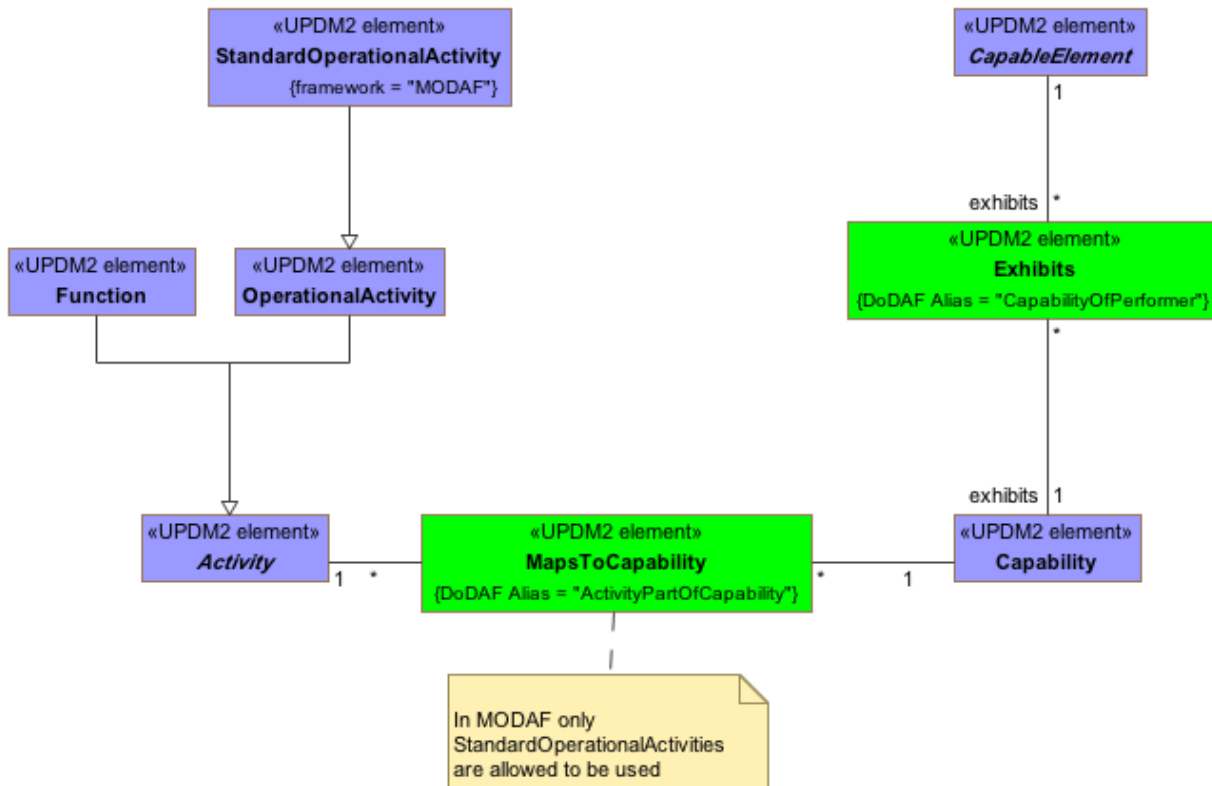 «UPDM2 element»
StandardOperationalActivity
{framework = "MODAF"}
«UPDM2 element»
CapableElement
1
exhibits *
«UPDM2 element»
Function
«UPDM2 element»
OperationalActivity
«UPDM2 element»
Exhibits
{DoDAF Alias = "CapabilityOfPerformer"}
*
exhibits 1
«UPDM2 element»
Activity
1 *
«UPDM2 element»
MapsToCapability
{DoDAF Alias = "ActivityPartOfCapability"}
* 1
«UPDM2 element»
Capability
In MODAF only
StandardOperationalActivities
are allowed to be used